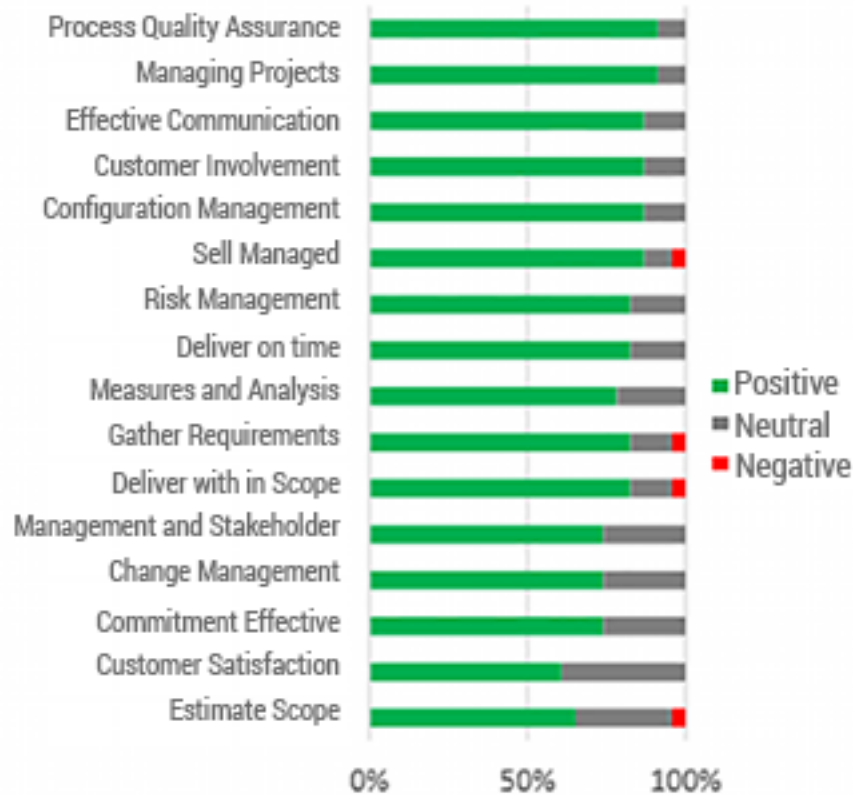 Process Quality Assurance
Managing Projects
Effective Communication
Customer Involvement
Configuration Management
Sell Managed
Risk Management
Deliver on time
Measures and Analysis
Gather Requirements
Deliver with in Scope
Management and Stakeholder
Change Management
Commitment Effective
Customer Satisfaction
Estimate Scope
0% 50% 100%
Positive
Neutral
Negative